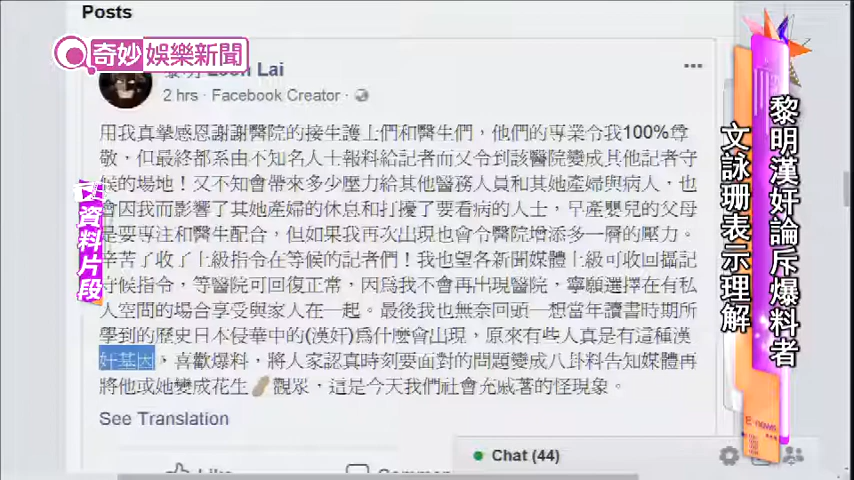 Posts
奇妙娛樂新聞
黎明 Leon Lai
2 hrs · Facebook Creator ·
用我真摯感恩謝謝醫院的接生護士們和醫生們，他們的專業令我100%尊
敬，但最終都系由不知名人士報料給記者而又令到該醫院變成其他記者守
候的場地！又不知會帶來多少壓力給其他醫務人員和其她產婦與病人，也
會因我而影響了其她產婦的休息和打擾了要看病的人士，早產嬰兒的父母
是要專注和醫生配合，但如果我再次出現也會令醫院增添多一層的壓力。
辛苦了收了上級指令在等候的記者們！我也望各新聞媒體上級可收回攝記
守候指令，等醫院可回復正常，因為我不會再出現醫院，寧願選擇在有私
人空間的場合享受與家人在一起。最後我也無奈回頭一想當年讀書時期所
學到的歷史日本侵華中的(漢奸)為什麼會出現，原來有些人真是有這種漢
奸基因，喜歡爆料，將人家認真時刻要面對的問題變成八卦料告知媒體再
將他或她變成花生🥜觀眾，這是今天我們社會充戚著的怪現象。
See Translation
Like
Comment
Chat (44)
資料片段
黎明漢奸論斥爆料者
文詠珊表示理解
E-news